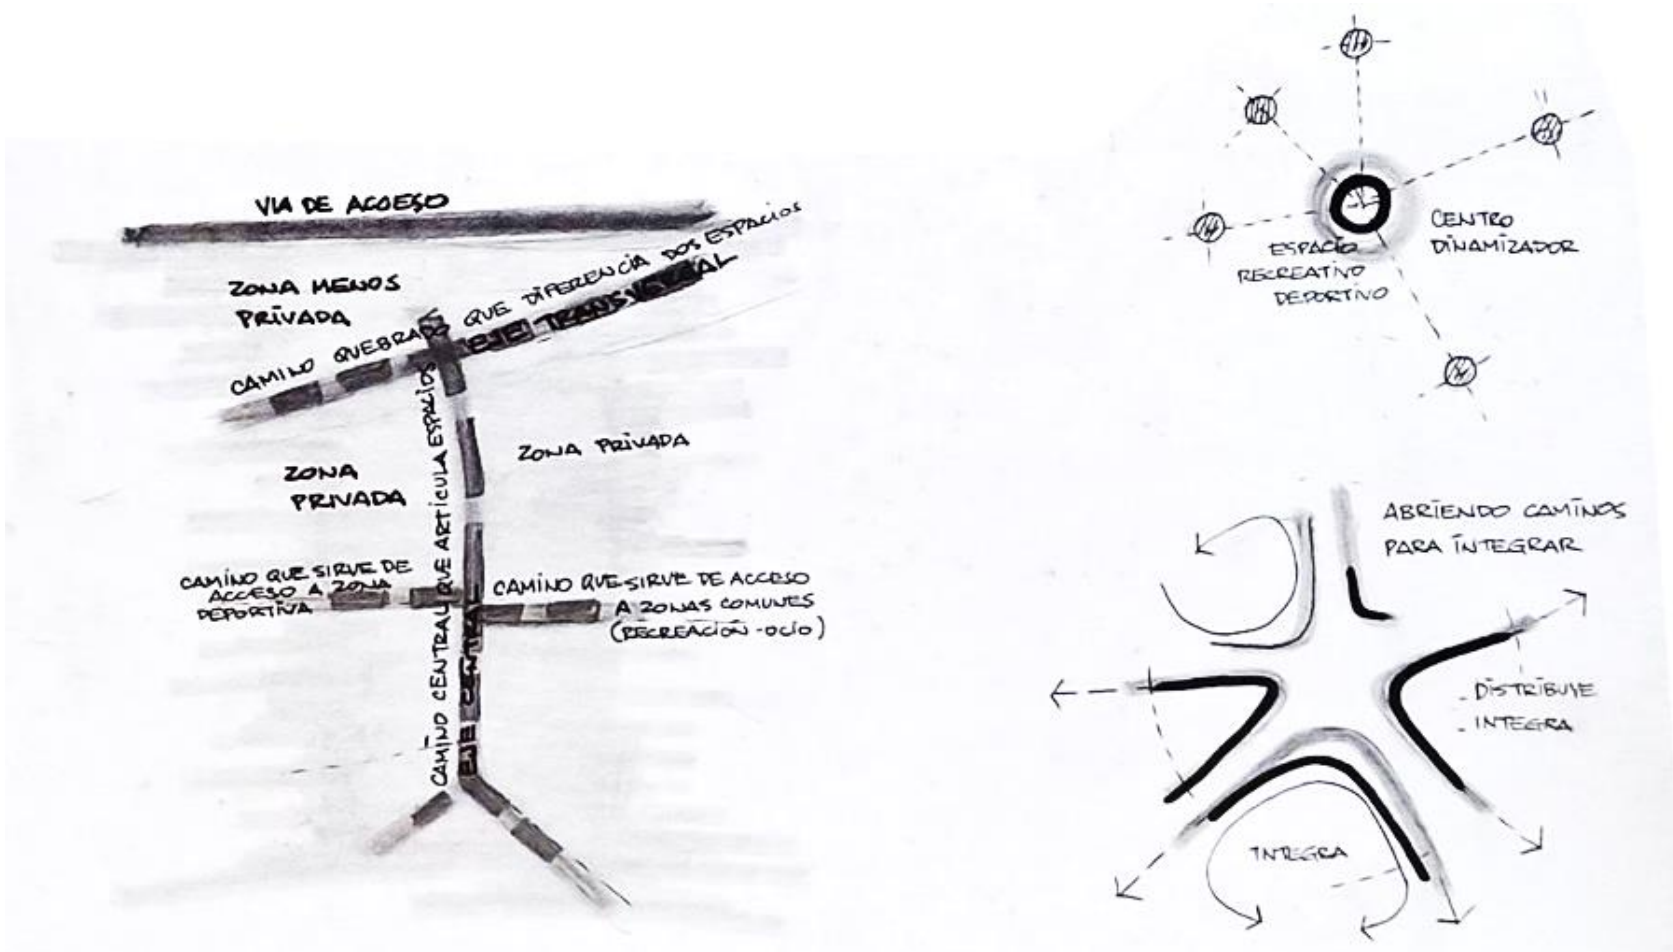 VIA DE ACCESO
ZONA MENOS
PRIVADA
CAMINO QUEBRADO QUE DIFERENCIA DOS ESPACIOS
EJE TRANSVERSAL
ZONA
PRIVADA
ZONA PRIVADA
CAMINO CENTRAL QUE ARTICULA ESPACIOS
EJE CENTRAL
CAMINO QUE SIRVE DE
ACCESO A ZONA
DEPORTIVA
CAMINO QUE SIRVE DE ACCESO
A ZONAS COMUNES
(RECREACIÓN - OCIO)
CENTRO
DINAMIZADOR
ESPACIO
RECREATIVO
DEPORTIVO
ABRIENDO CAMINOS
PARA INTEGRAR
- DISTRIBUYE
- INTEGRA
INTEGRA